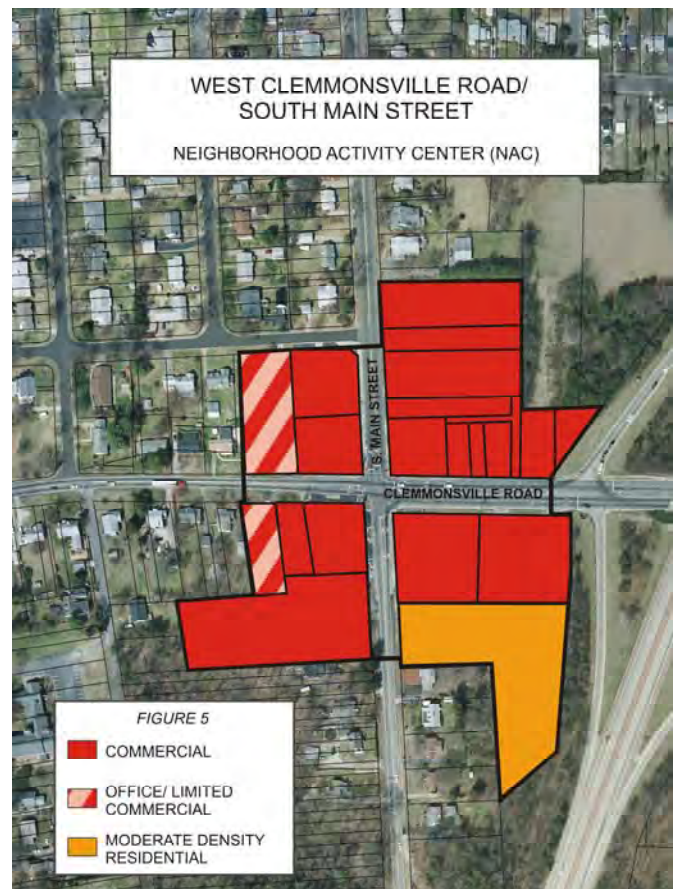 WEST CLEMMONSVILLE ROAD/
SOUTH MAIN STREET
NEIGHBORHOOD ACTIVITY CENTER (NAC)
S. MAIN STREET
CLEMMONSVILLE ROAD
FIGURE 5
COMMERCIAL
OFFICE/ LIMITED
COMMERCIAL
MODERATE DENSITY
RESIDENTIAL